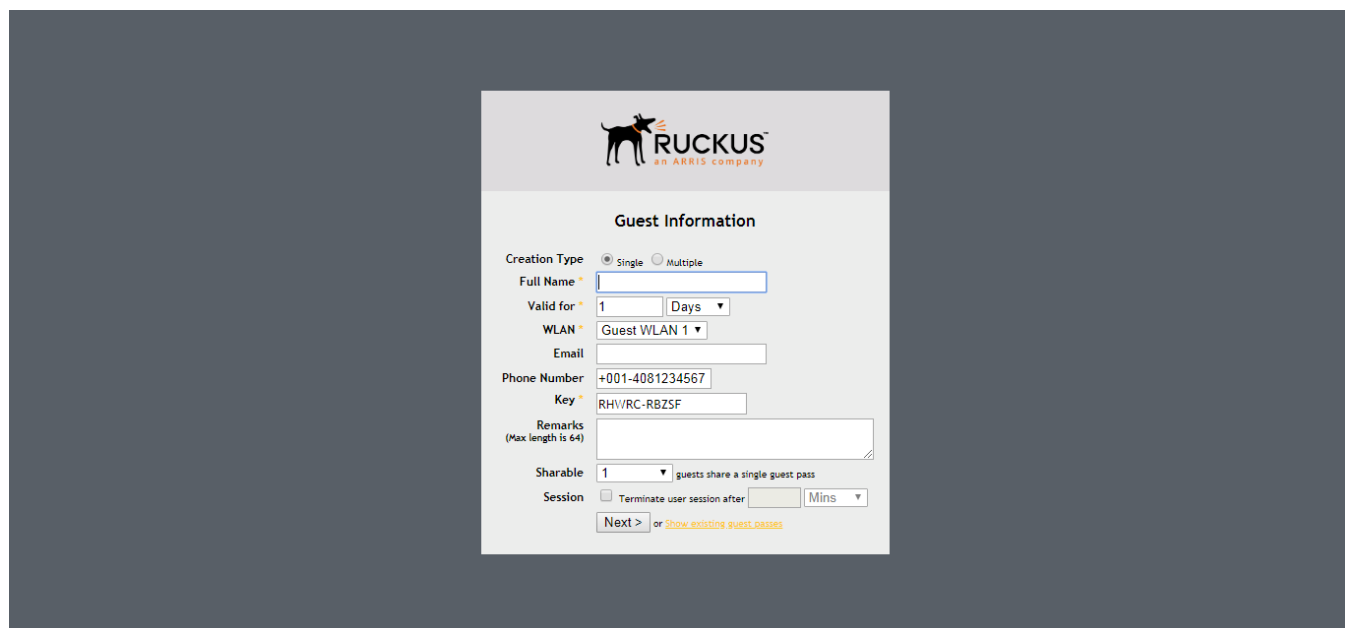 RUCKUS™
an ARRIS company
Guest Information
Creation Type Single Multiple
Full Name *
Valid for * 1 Days
WLAN * Guest WLAN 1
Email
Phone Number +001-4081234567
Key * RHWRC-RBZSF
Remarks
(Max length is 64)
Sharable 1 guests share a single guest pass
Session Terminate user session after Mins
Next > or Show existing guest passes